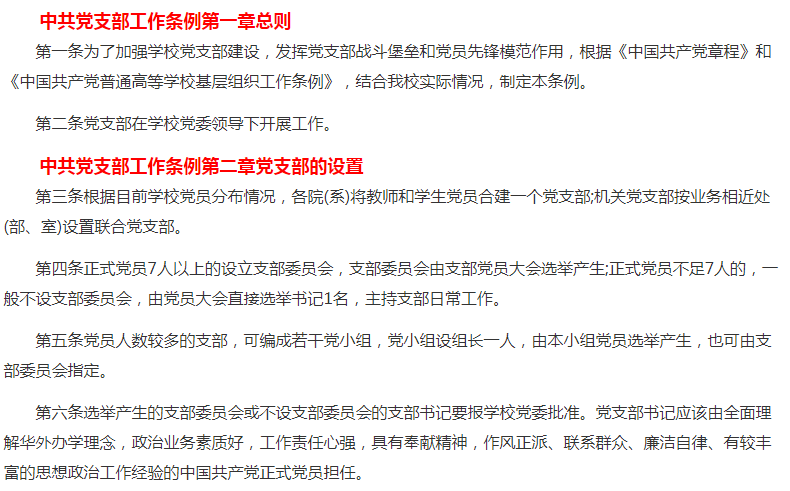 中共党支部工作条例第一章总则
第一条为了加强学校党支部建设，发挥党支部战斗堡垒和党员先锋模范作用，根据《中国共产党章程》和
《中国共产党普通高等学校基层组织工作条例》，结合我校实际情况，制定本条例。
第二条党支部在学校党委领导下开展工作。
中共党支部工作条例第二章党支部的设置
第三条根据目前学校党员分布情况，各院(系)将教师和学生党员合建一个党支部;机关党支部按业务相近处
(部、室)设置联合党支部。
第四条正式党员7人以上的设立支部委员会，支部委员会由支部党员大会选举产生;正式党员不足7人的，一
般不设支部委员会，由党员大会直接选举书记1名，主持支部日常工作。
第五条党员人数较多的支部，可编成若干党小组，党小组设组长一人，由本小组党员选举产生，也可由支
部委员会指定。
第六条选举产生的支部委员会或不设支部委员会的支部书记要报学校党委批准。党支部书记应该由全面理
解华外办学理念，政治业务素质好，工作责任心强，具有奉献精神，作风正派、联系群众、廉洁自律、有较丰
富的思想政治工作经验的中国共产党正式党员担任。